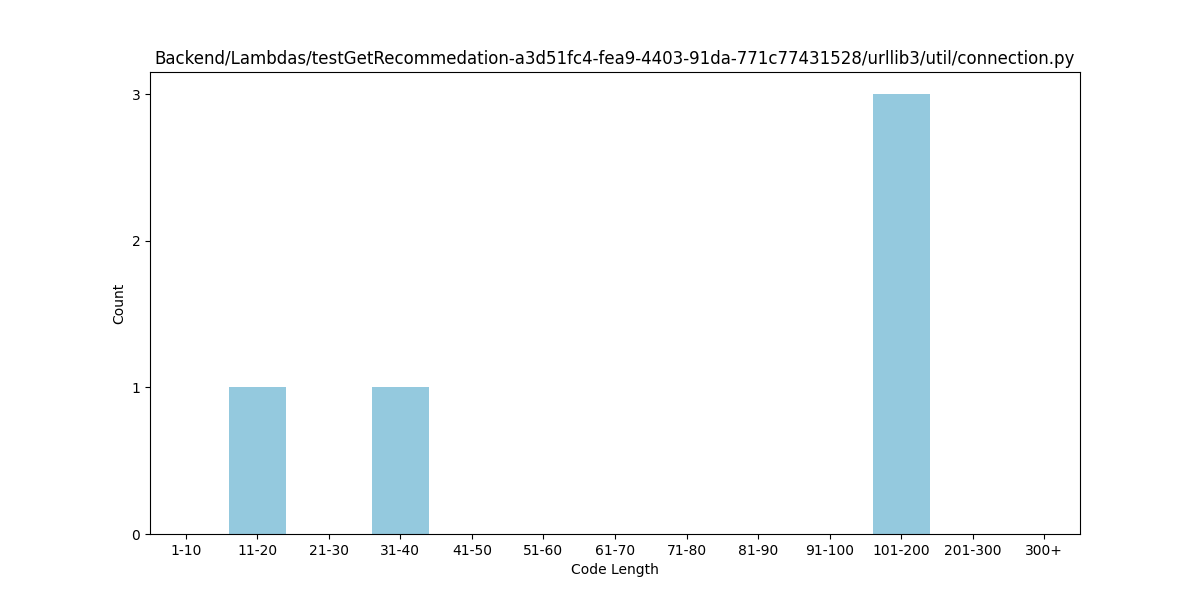 Backend/Lambdas/testGetRecommedation-a3d51fc4-fea9-4403-91da-771c77431528/urllib3/util/connection.py
3
2
1
0
Count
1-10 11-20 21-30 31-40 41-50 51-60 61-70 71-80 81-90 91-100 101-200 201-300 300+
Code Length